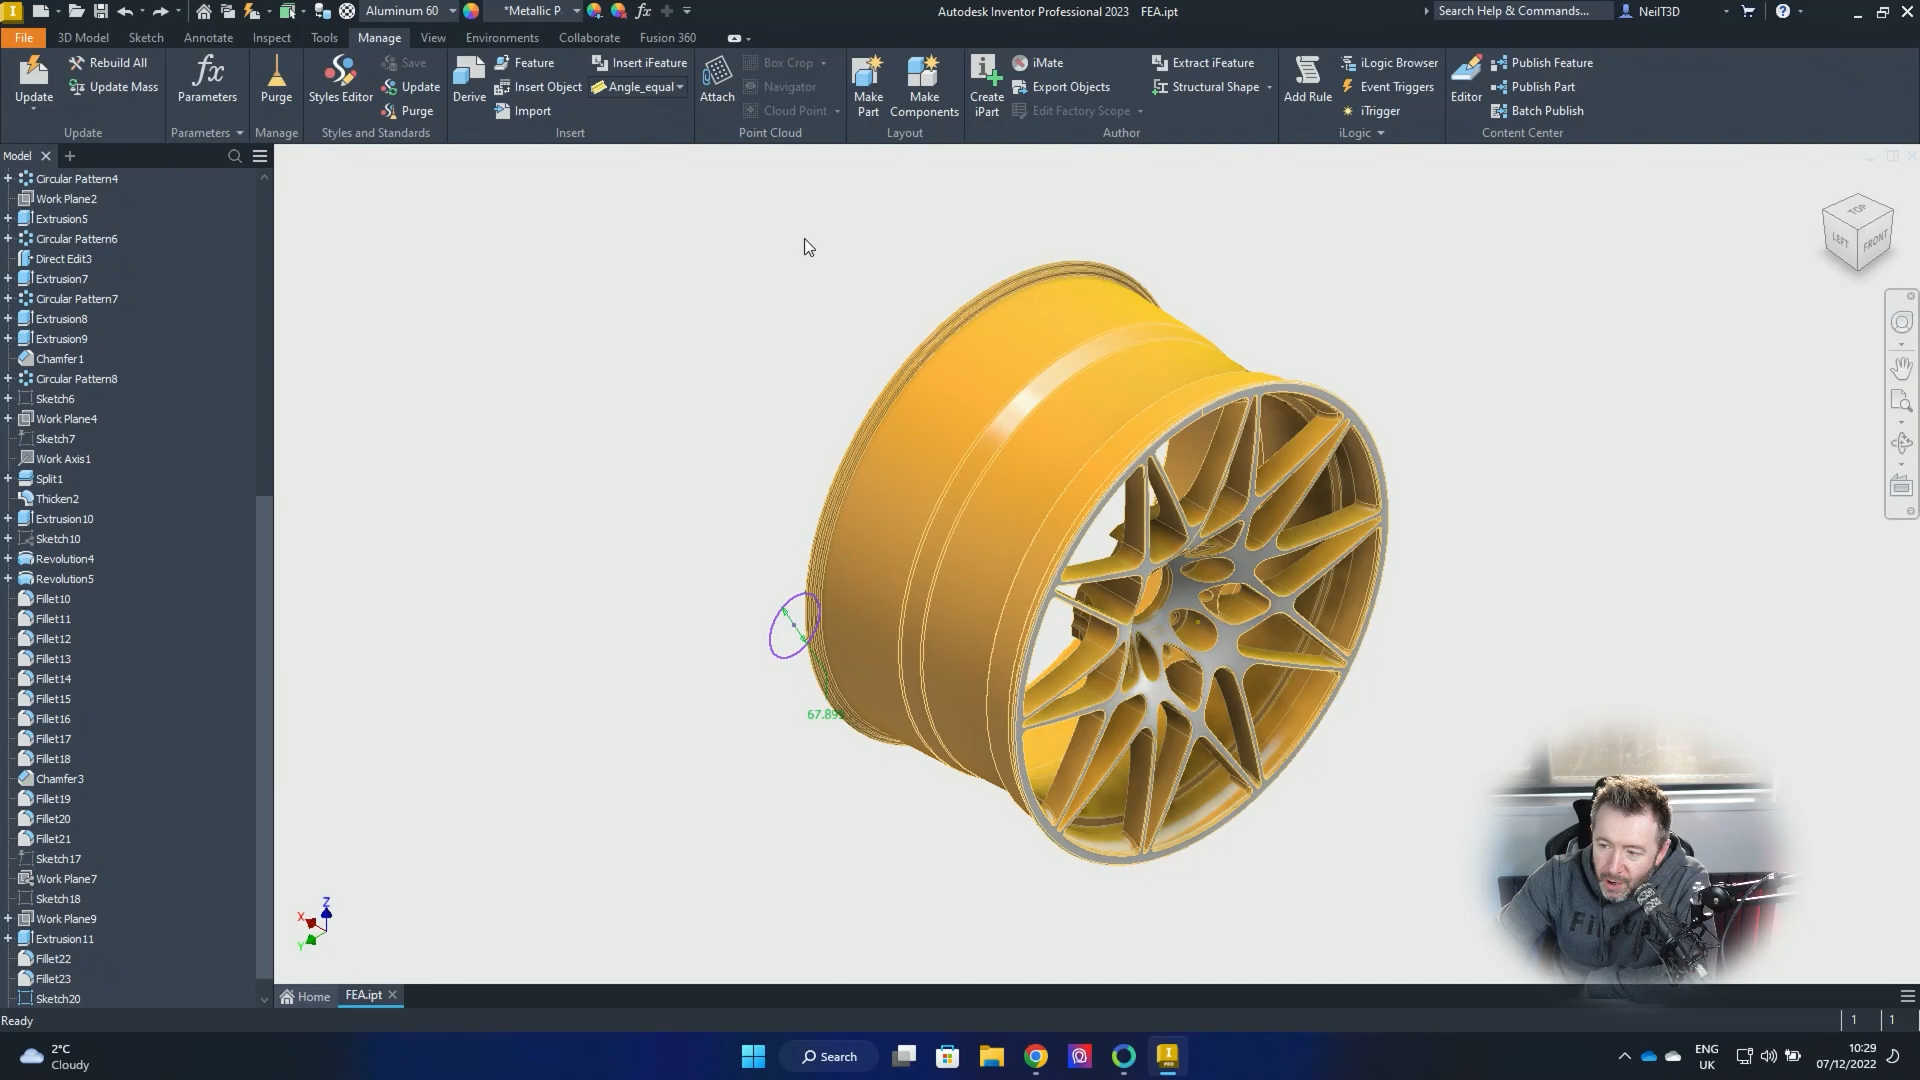 Aluminum 60
*Metallic P
Autodesk Inventor Professional 2023 FEA.ipt
Search Help & Commands...
NeilT3D
File
3D Model
Sketch
Annotate
Inspect
Tools
Manage
View
Environments
Collaborate
Fusion 360
Update
Rebuild All
Update Mass
Update
Parameters
Parameters
Purge
Manage
Styles Editor
Save
Update
Purge
Styles and Standards
Derive
Feature
Insert Object
Import
Insert iFeature
Angle_equal
Insert
Attach
Box Crop
Navigator
Cloud Point
Point Cloud
Make Part
Make Components
Layout
Create iPart
iMate
Export Objects
Edit Factory Scope
Extract iFeature
Structural Shape
Author
Add Rule
iLogic Browser
Event Triggers
iTrigger
iLogic
Editor
Publish Feature
Publish Part
Batch Publish
Content Center
Model
Circular Pattern4
Work Plane2
Extrusion5
Circular Pattern6
Direct Edit3
Extrusion7
Circular Pattern7
Extrusion8
Extrusion9
Chamfer1
Circular Pattern8
Sketch6
Work Plane4
Sketch7
Work Axis1
Split1
Thicken2
Extrusion10
Sketch10
Revolution4
Revolution5
Fillet10
Fillet11
Fillet12
Fillet13
Fillet14
Fillet15
Fillet16
Fillet17
Fillet18
Chamfer3
Fillet19
Fillet20
Fillet21
Sketch17
Work Plane7
Sketch18
Work Plane9
Extrusion11
Fillet22
Fillet23
Sketch20
TOP
LEFT
FRONT
67.89
Z
X
Y
Home
FEA.ipt
Ready
1
1
2°C
Cloudy
Search
ENG
UK
10:29
07/12/2022